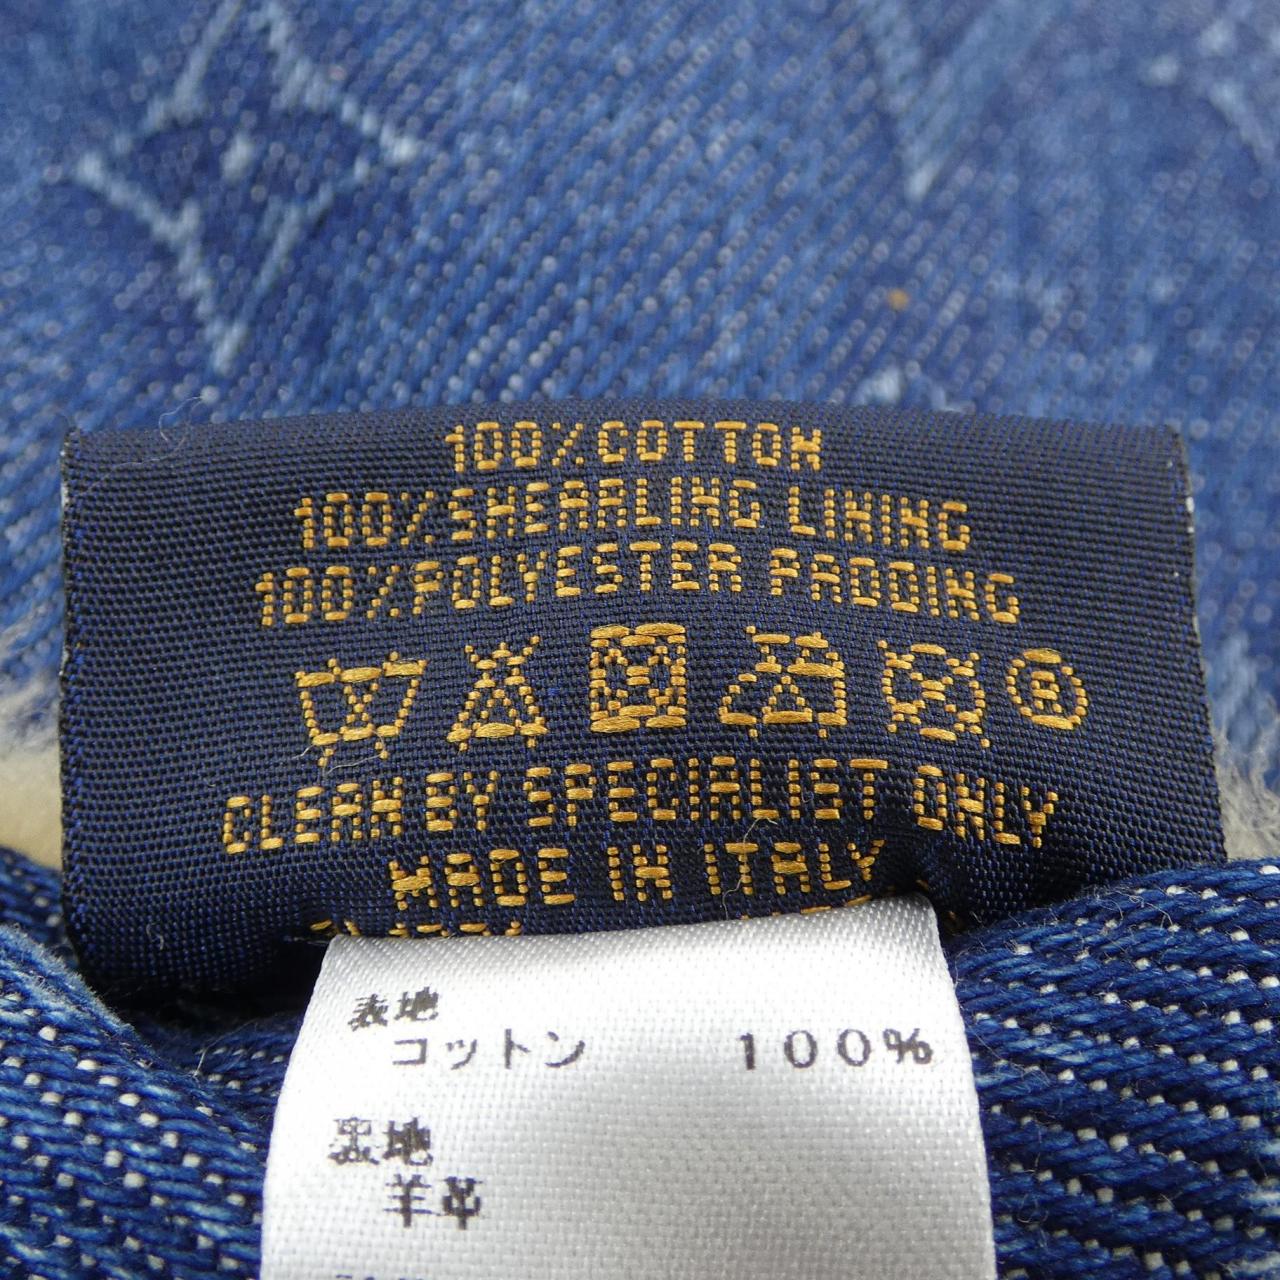 100% COTTON
100% SHEARLING LINING
100% POLYESTER PADDING
CLEAN BY SPECIALIST ONLY
MADE IN ITALY
表地
コットン 100%
裏地
羊革